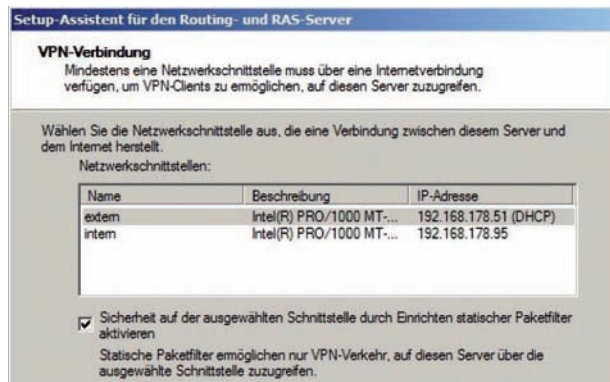 Setup-Assistent für den Routing- und RAS-Server
VPN-Verbindung
Mindestens eine Netzwerkschnittstelle muss über eine Internetverbindung
verfügen, um VPN-Clients zu ermöglichen, auf diesen Server zuzugreifen.
Wählen Sie die Netzwerkschnittstelle aus, die eine Verbindung zwischen diesem Server und
dem Internet herstellt.
Netzwerkschnittstellen:
Name Beschreibung IP-Adresse
extern Intel(R) PRO/1000 MT-... 192.168.178.51 (DHCP)
intern Intel(R) PRO/1000 MT-... 192.168.178.95
Sicherheit auf der ausgewählten Schnittstelle durch Einrichten statischer Paketfilter
aktivieren
Statische Paketfilter ermöglichen nur VPN-Verkehr, auf diesen Server über die
ausgewählte Schnittstelle zuzugreifen.